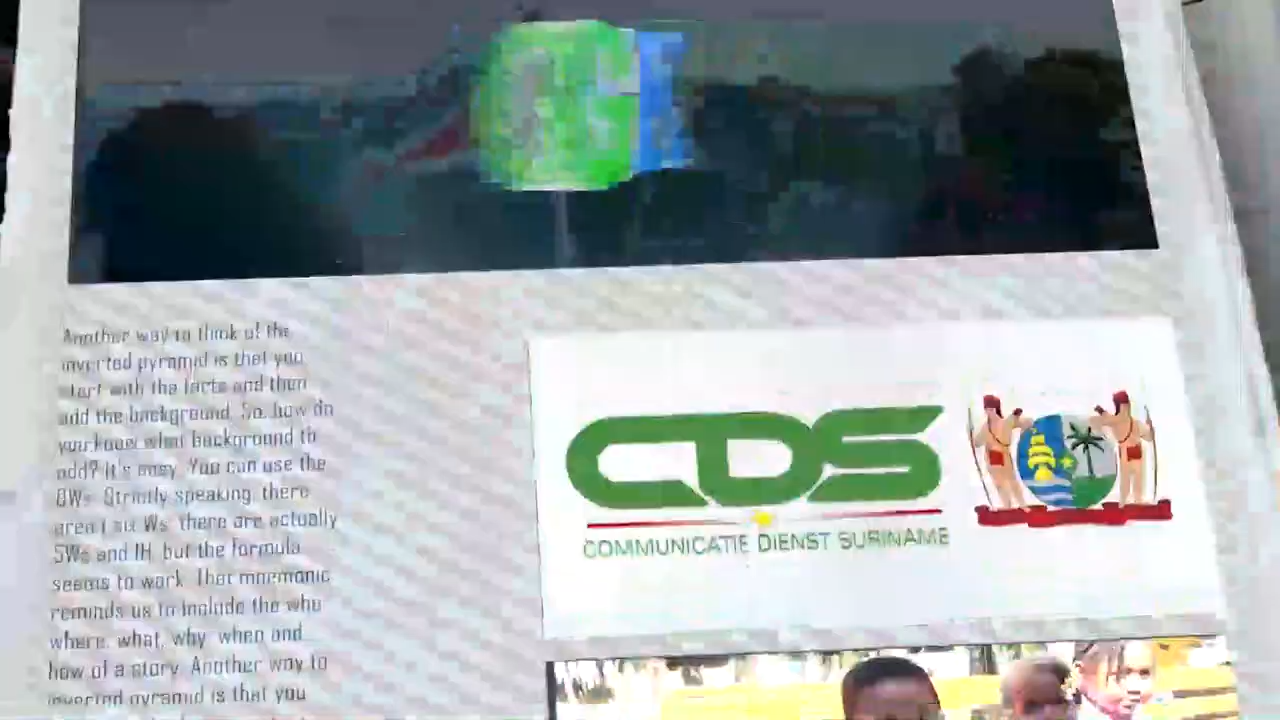 Another way to think of the
inverted pyramid is that you
start with the facts and then
add the background. So, how do
you know what background to
add? It's easy. You can use the
6Ws. Strictly speaking, there
aren't six Ws, there are actually
5Ws and 1H, but the formula
seems to work. That mnemonic
reminds us to include the who
where, what, why, when and
how of a story. Another way to
inverted pyramid is that you
CDS
COMMUNICATIE DIENST SURINAME